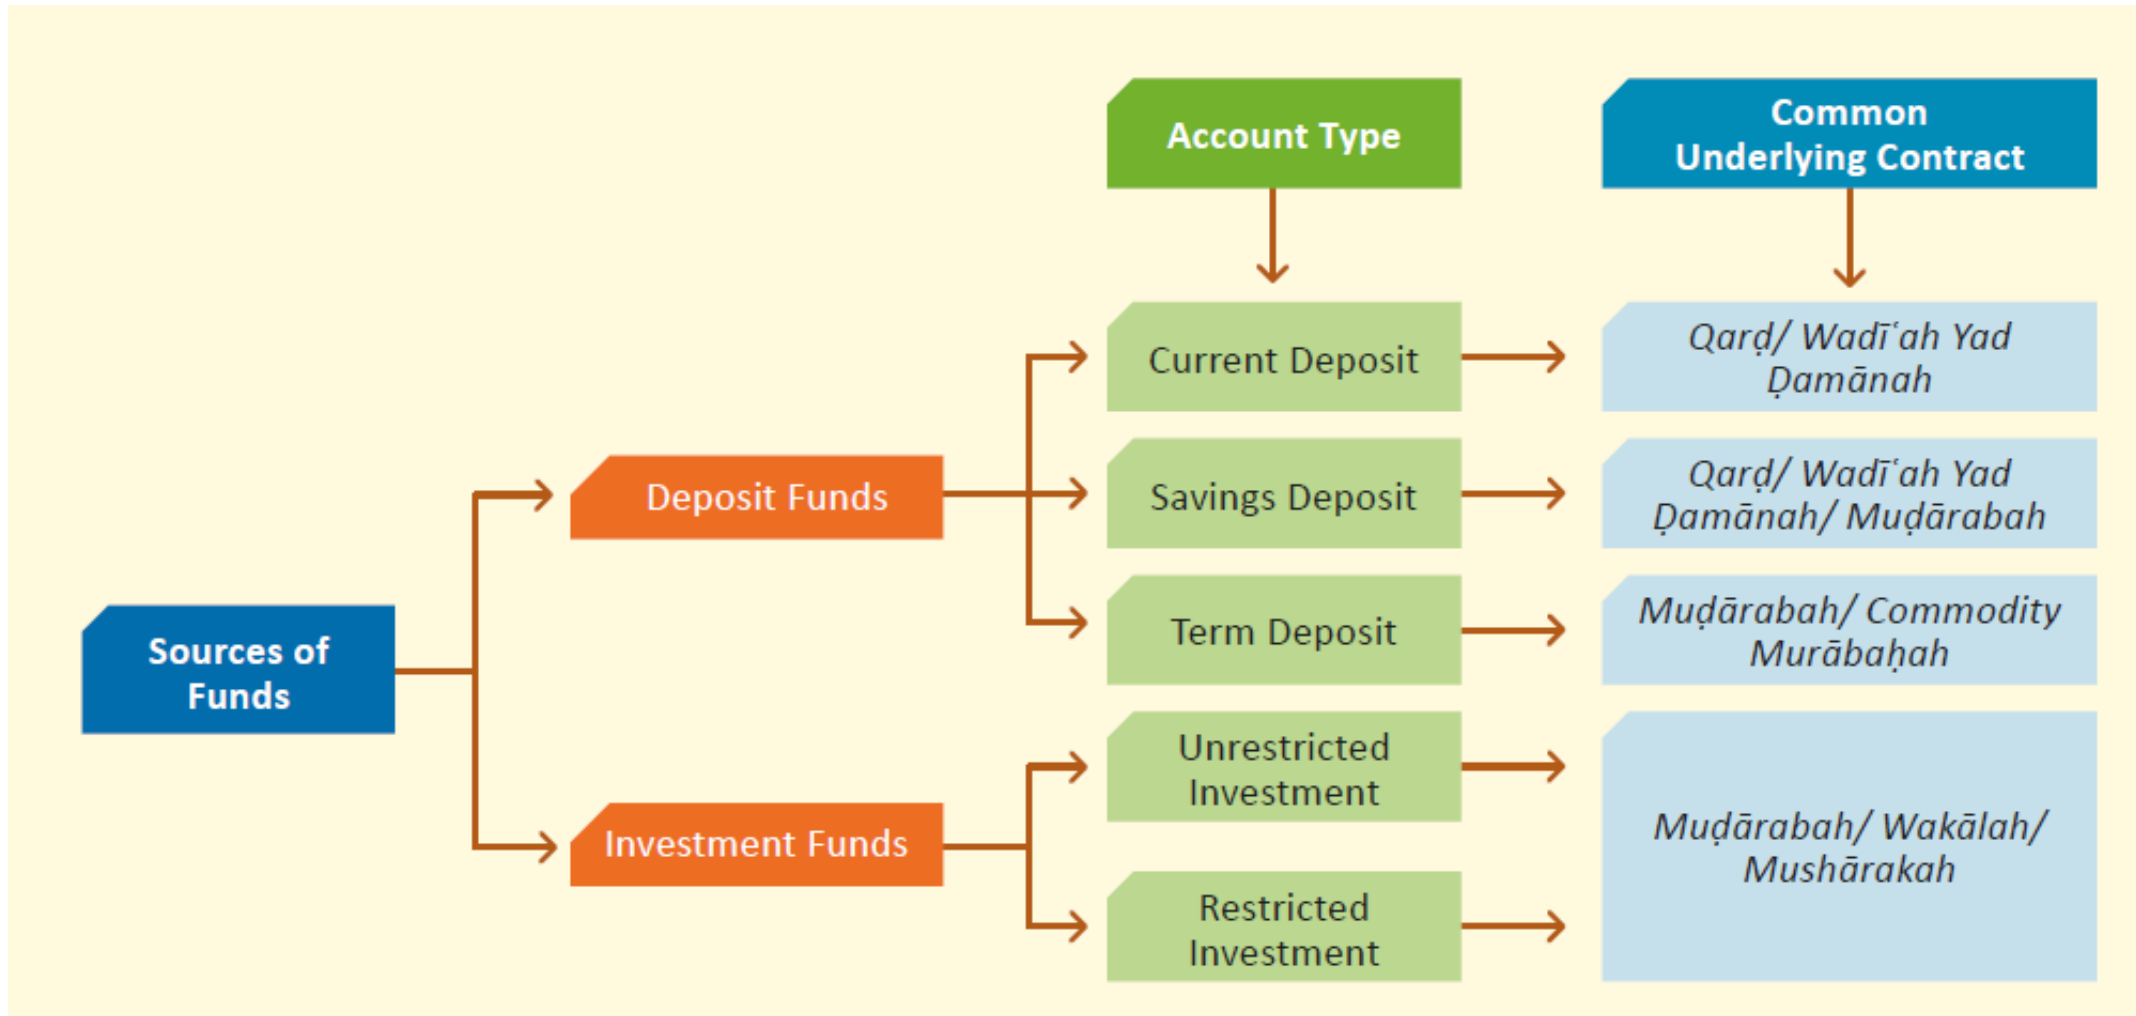 Account Type
Common
Underlying Contract
Current Deposit
Qarḍ/ Wadīʿah Yad
Ḍamānah
Deposit Funds
Savings Deposit
Qarḍ/ Wadīʿah Yad
Ḍamānah/ Muḍārabah
Term Deposit
Muḍārabah/ Commodity
Murābaḥah
Sources of
Funds
Unrestricted
Investment
Investment Funds
Muḍārabah/ Wakālah/
Mushārakah
Restricted
Investment